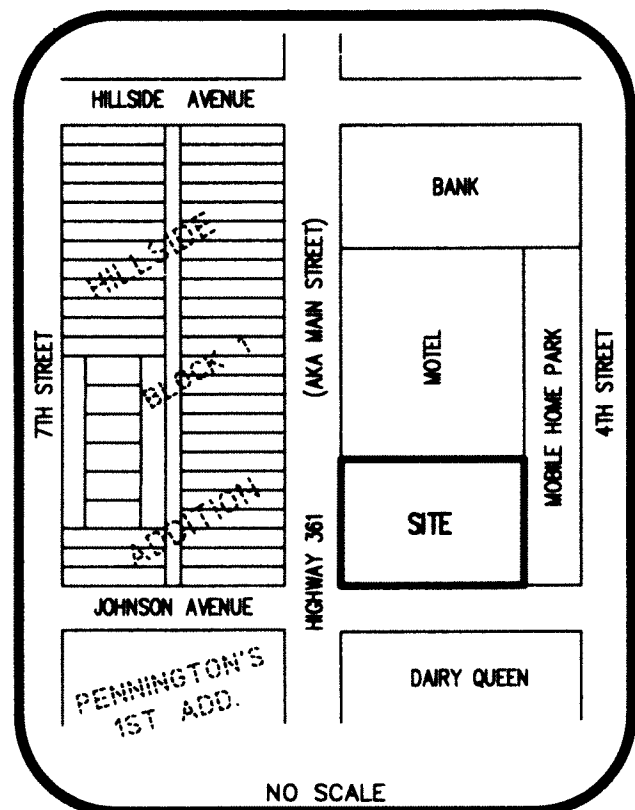 HILLSIDE AVENUE
BANK
HILLSIDE
(AKA MAIN STREET)
7TH STREET
BLOCK 1
MOTEL
MOBILE HOME PARK
4TH STREET
ADDITION
HIGHWAY 361
SITE
JOHNSON AVENUE
PENNINGTON'S
1ST ADD.
DAIRY QUEEN
NO SCALE